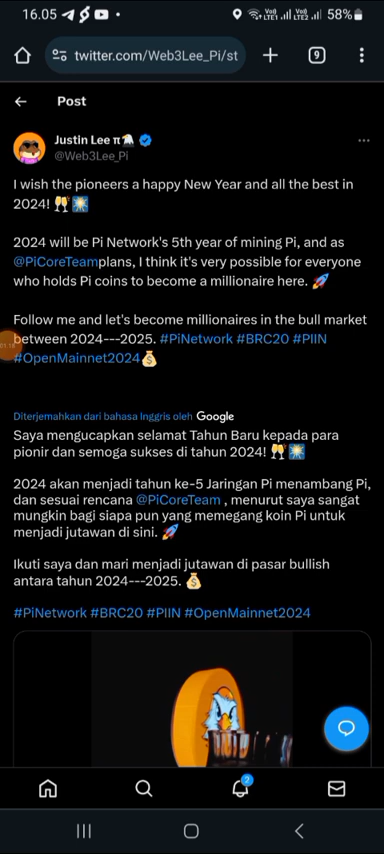 16.05
VoD LTE1 VoD LTE2 58%
twitter.com/Web3Lee_Pi/st
9
Post
Justin Lee π🦅
@Web3Lee_Pi
I wish the pioneers a happy New Year and all the best in
2024! 🥂🎆
2024 will be Pi Network's 5th year of mining Pi, and as
@PiCoreTeamplans, I think it's very possible for everyone
who holds Pi coins to become a millionaire here. 🚀
Follow me and let's become millionaires in the bull market
between 2024---2025. #PiNetwork #BRC20 #PIIN
#OpenMainnet2024💰
Diterjemahkan dari bahasa Inggris oleh Google
Saya mengucapkan selamat Tahun Baru kepada para
pionir dan semoga sukses di tahun 2024! 🥂🎆
2024 akan menjadi tahun ke-5 Jaringan Pi menambang Pi,
dan sesuai rencana @PiCoreTeam , menurut saya sangat
mungkin bagi siapa pun yang memegang koin Pi untuk
menjadi jutawan di sini. 🚀
Ikuti saya dan mari menjadi jutawan di pasar bullish
antara tahun 2024---2025. 💰
#PiNetwork #BRC20 #PIIN #OpenMainnet2024
2